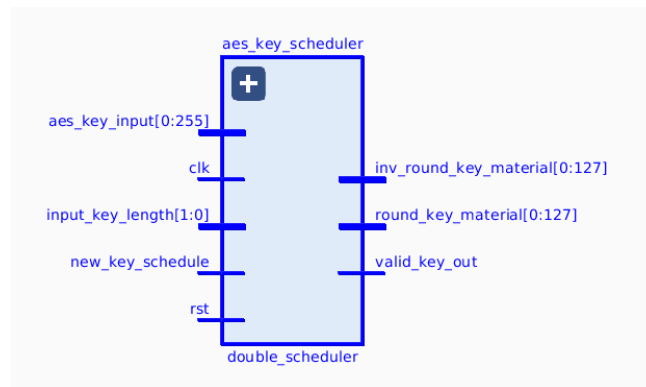 aes_key_scheduler
aes_key_input[0:255]
clk
inv_round_key_material[0:127]
input_key_length[1:0]
round_key_material[0:127]
new_key_schedule
valid_key_out
rst
double_scheduler